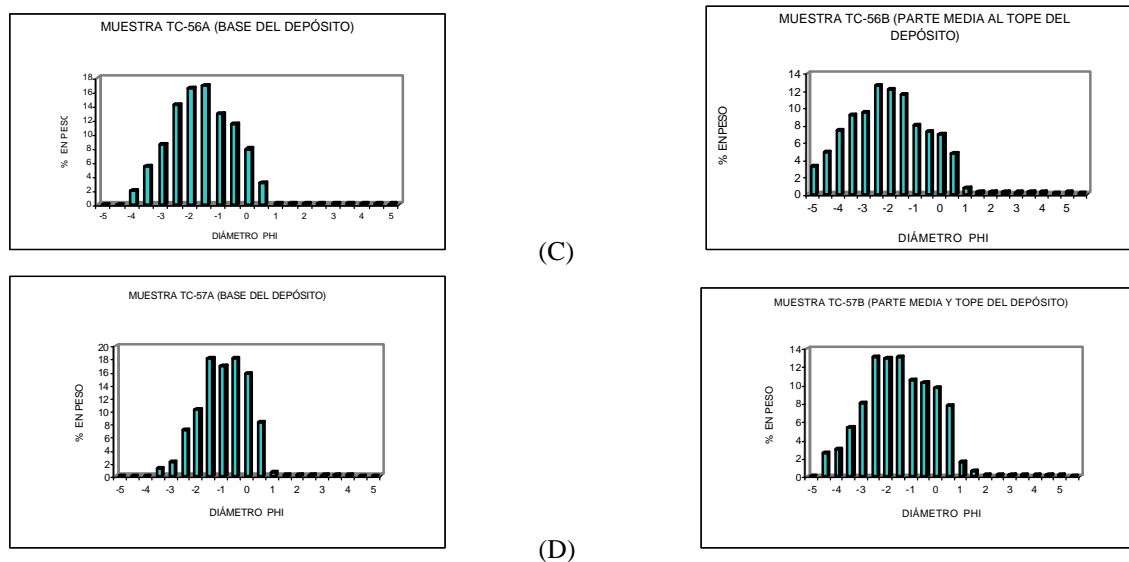 MUESTRA TC-56A (BASE DEL DEPÓSITO)
18
16
14
12
10
8
6
4
2
0
% EN PESO
-5 -4 -3 -2 -1 0 1 2 3 4 5
DIÁMETRO PHI
MUESTRA TC-56B (PARTE MEDIA AL TOPE DEL
DEPÓSITO)
14
12
10
8
6
4
2
0
% EN PESO
-5 -4 -3 -2 -1 0 1 2 3 4 5
DIÁMETRO PHI
(C)
MUESTRA TC-57A (BASE DEL DEPÓSITO)
20
18
16
14
12
10
8
6
4
2
0
% EN PESO
-5 -4 -3 -2 -1 0 1 2 3 4 5
DIÁMETRO PHI
MUESTRA TC-57B (PARTE MEDIA Y TOPE DEL DEPÓSITO)
14
12
10
8
6
4
2
0
% EN PESO
-5 -4 -3 -2 -1 0 1 2 3 4 5
DIÁMETRO PHI
(D)